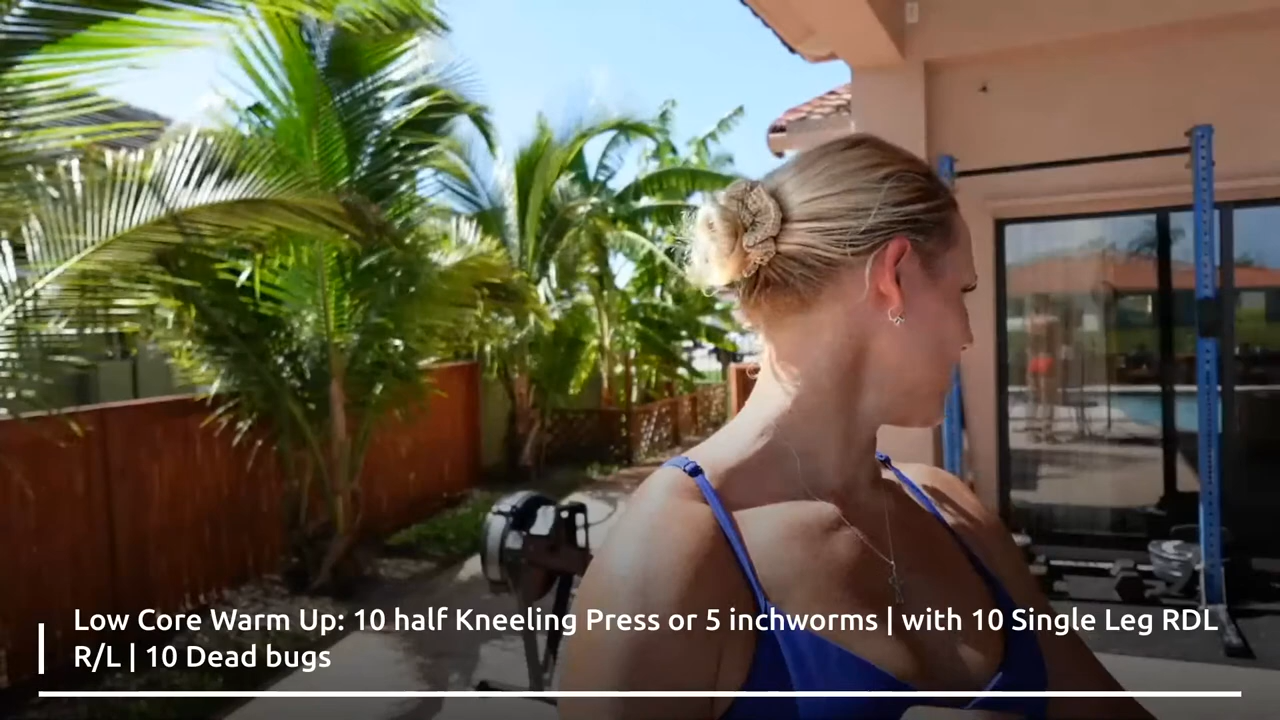 Low Core Warm Up: 10 half Kneeling Press or 5 inchworms | with 10 Single Leg RDL
R/L | 10 Dead bugs